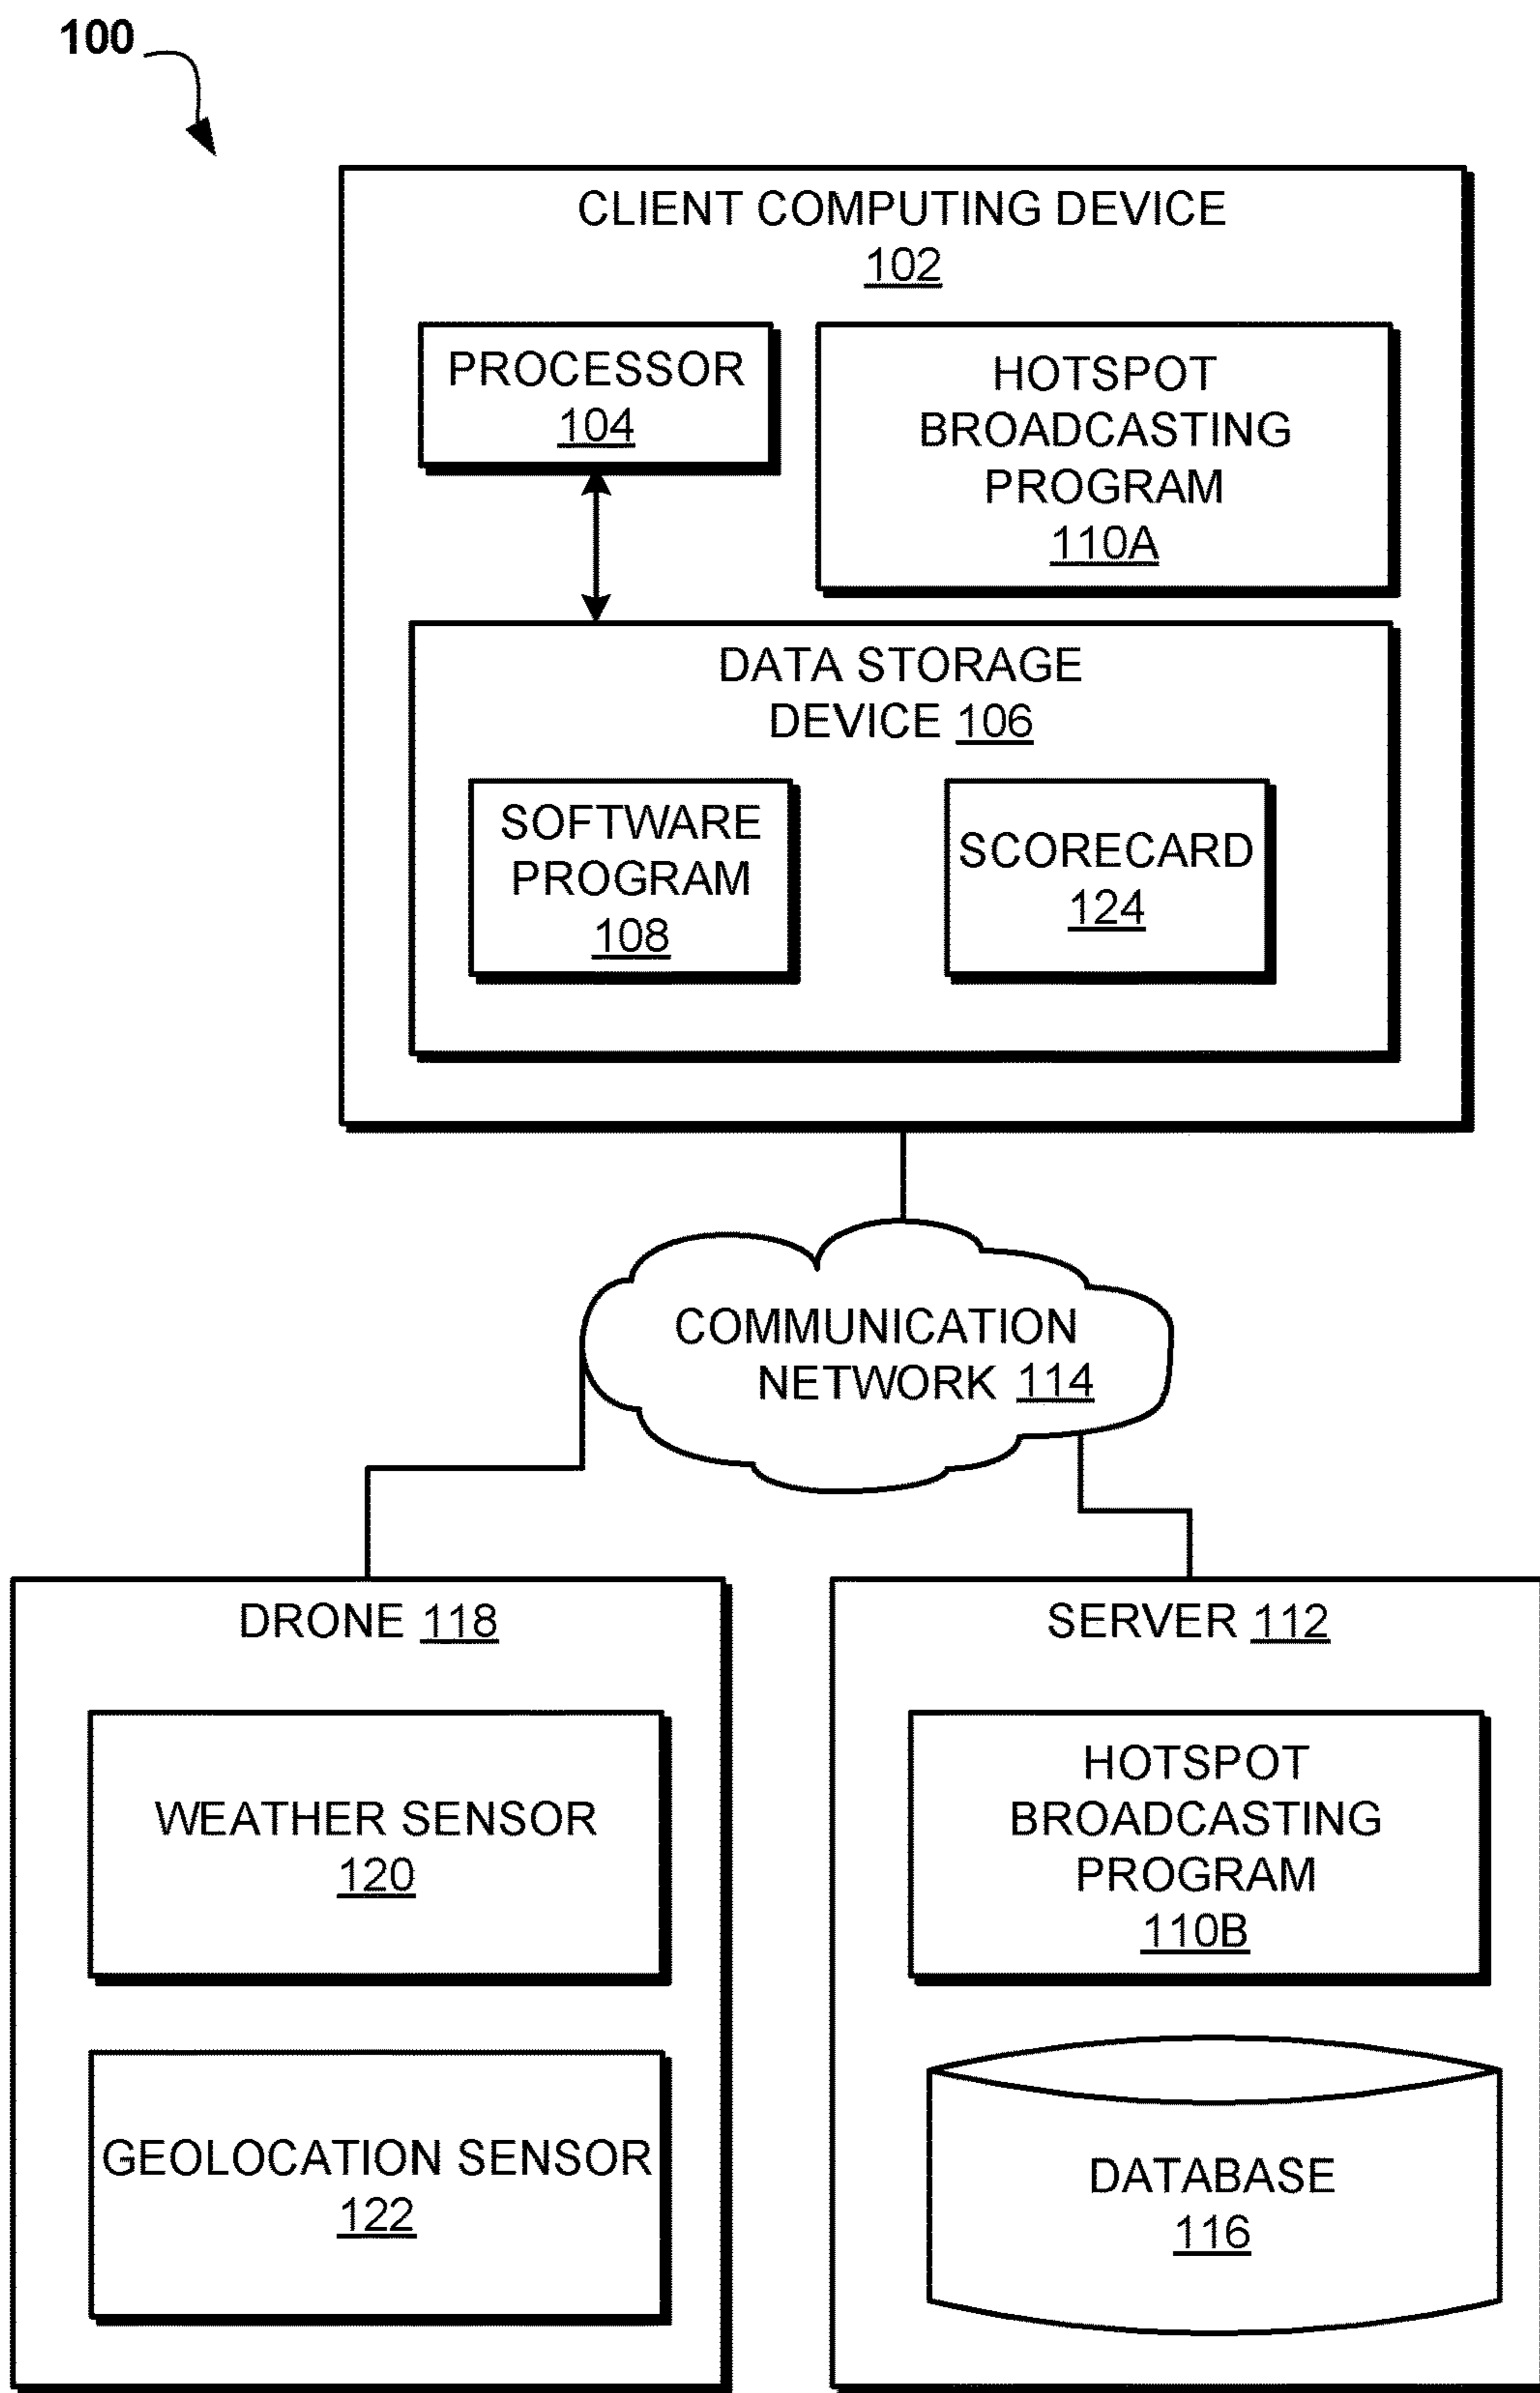 100
CLIENT COMPUTING DEVICE
102
PROCESSOR
104
HOTSPOT
BROADCASTING
PROGRAM
110A
DATA STORAGE
DEVICE 106
SOFTWARE
PROGRAM
108
SCORECARD
124
COMMUNICATION
NETWORK 114
DRONE 118
WEATHER SENSOR
120
GEOLOCATION SENSOR
122
SERVER 112
HOTSPOT
BROADCASTING
PROGRAM
110B
DATABASE
116